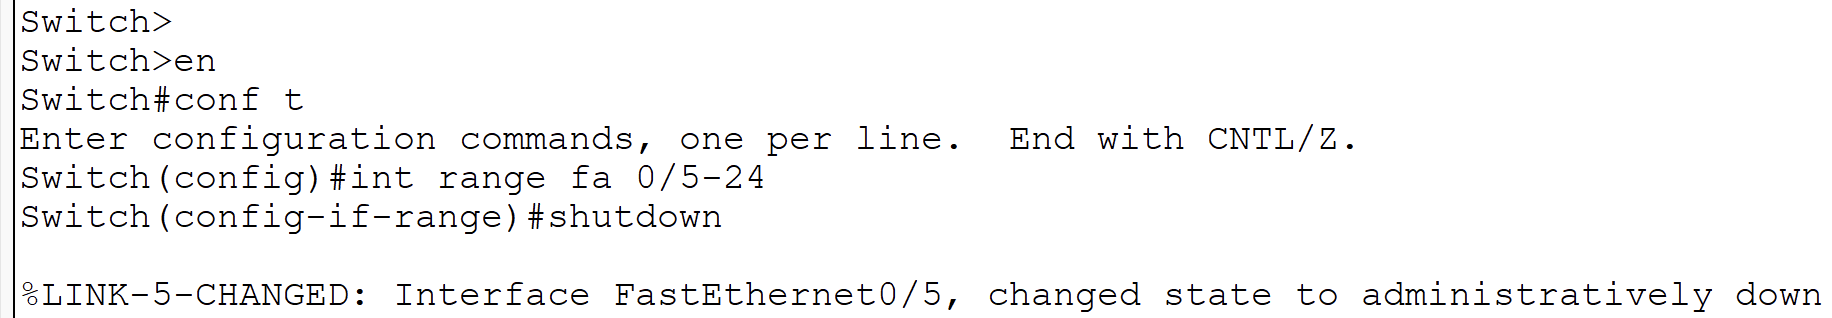 Switch>
Switch>en
Switch#conf t
Enter configuration commands, one per line.  End with CNTL/Z.
Switch(config)#int range fa 0/5-24
Switch(config-if-range)#shutdown
%LINK-5-CHANGED: Interface FastEthernet0/5, changed state to administratively down